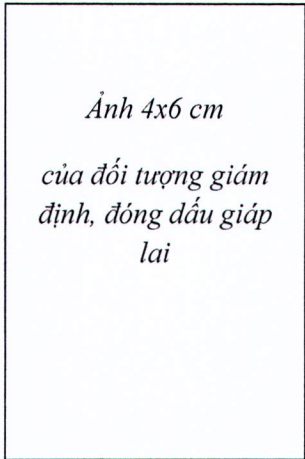 Ảnh 4x6 cm
của đối tượng giám
định, đóng dấu giáp
lai